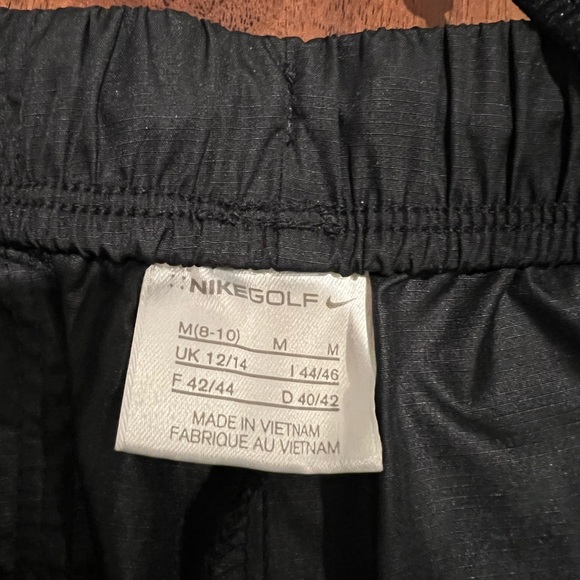 NIKEGOLF
M(8-10) M M
UK 12/14 I 44/46
F 42/44 D 40/42
MADE IN VIETNAM
FABRIQUE AU VIETNAM